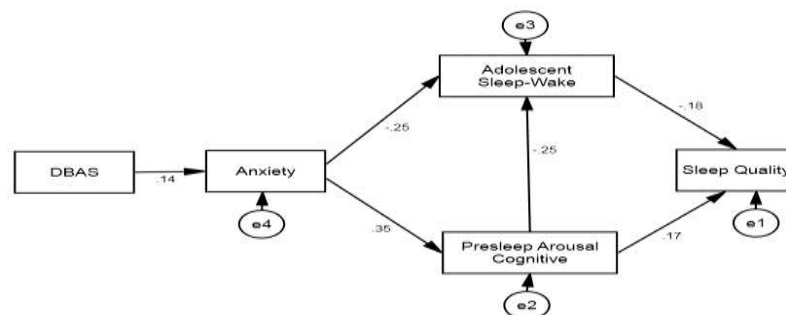 e3
Adolescent
Sleep-Wake
-.25
-.18
-.25
DBAS
.14
Anxiety
Sleep Quality
e4
.35
Presleep Arousal
Cognitive
.17
e1
e2